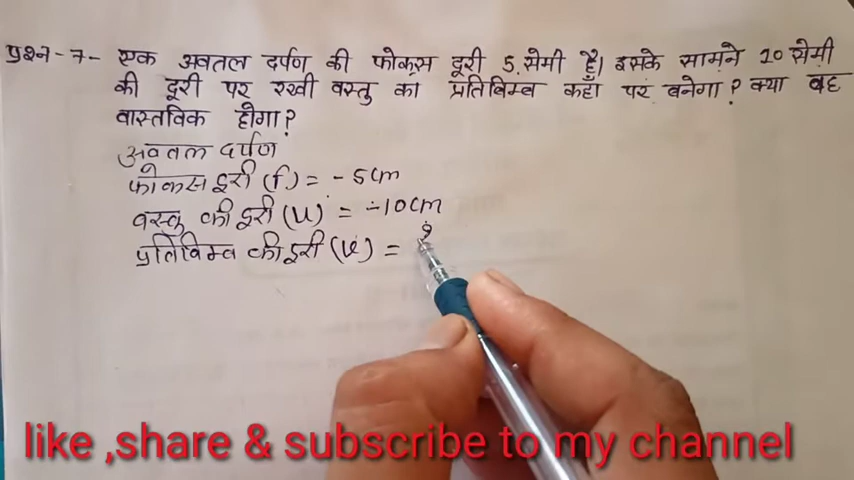 प्रश्न-7- एक अवतल दर्पण की फोकस दूरी 5 सेमी है। इसके सामने 10 सेमी
की दूरी पर रखी वस्तु का प्रतिविम्व कहाँ पर बनेगा? क्या वह
वास्तविक होगा?
अवतल दर्पण
फोकस दूरी (f) = -5cm
वस्तु की दूरी (u) = -10cm
प्रतिविम्व की दूरी (v) = ?
like ,share & subscribe to my channel